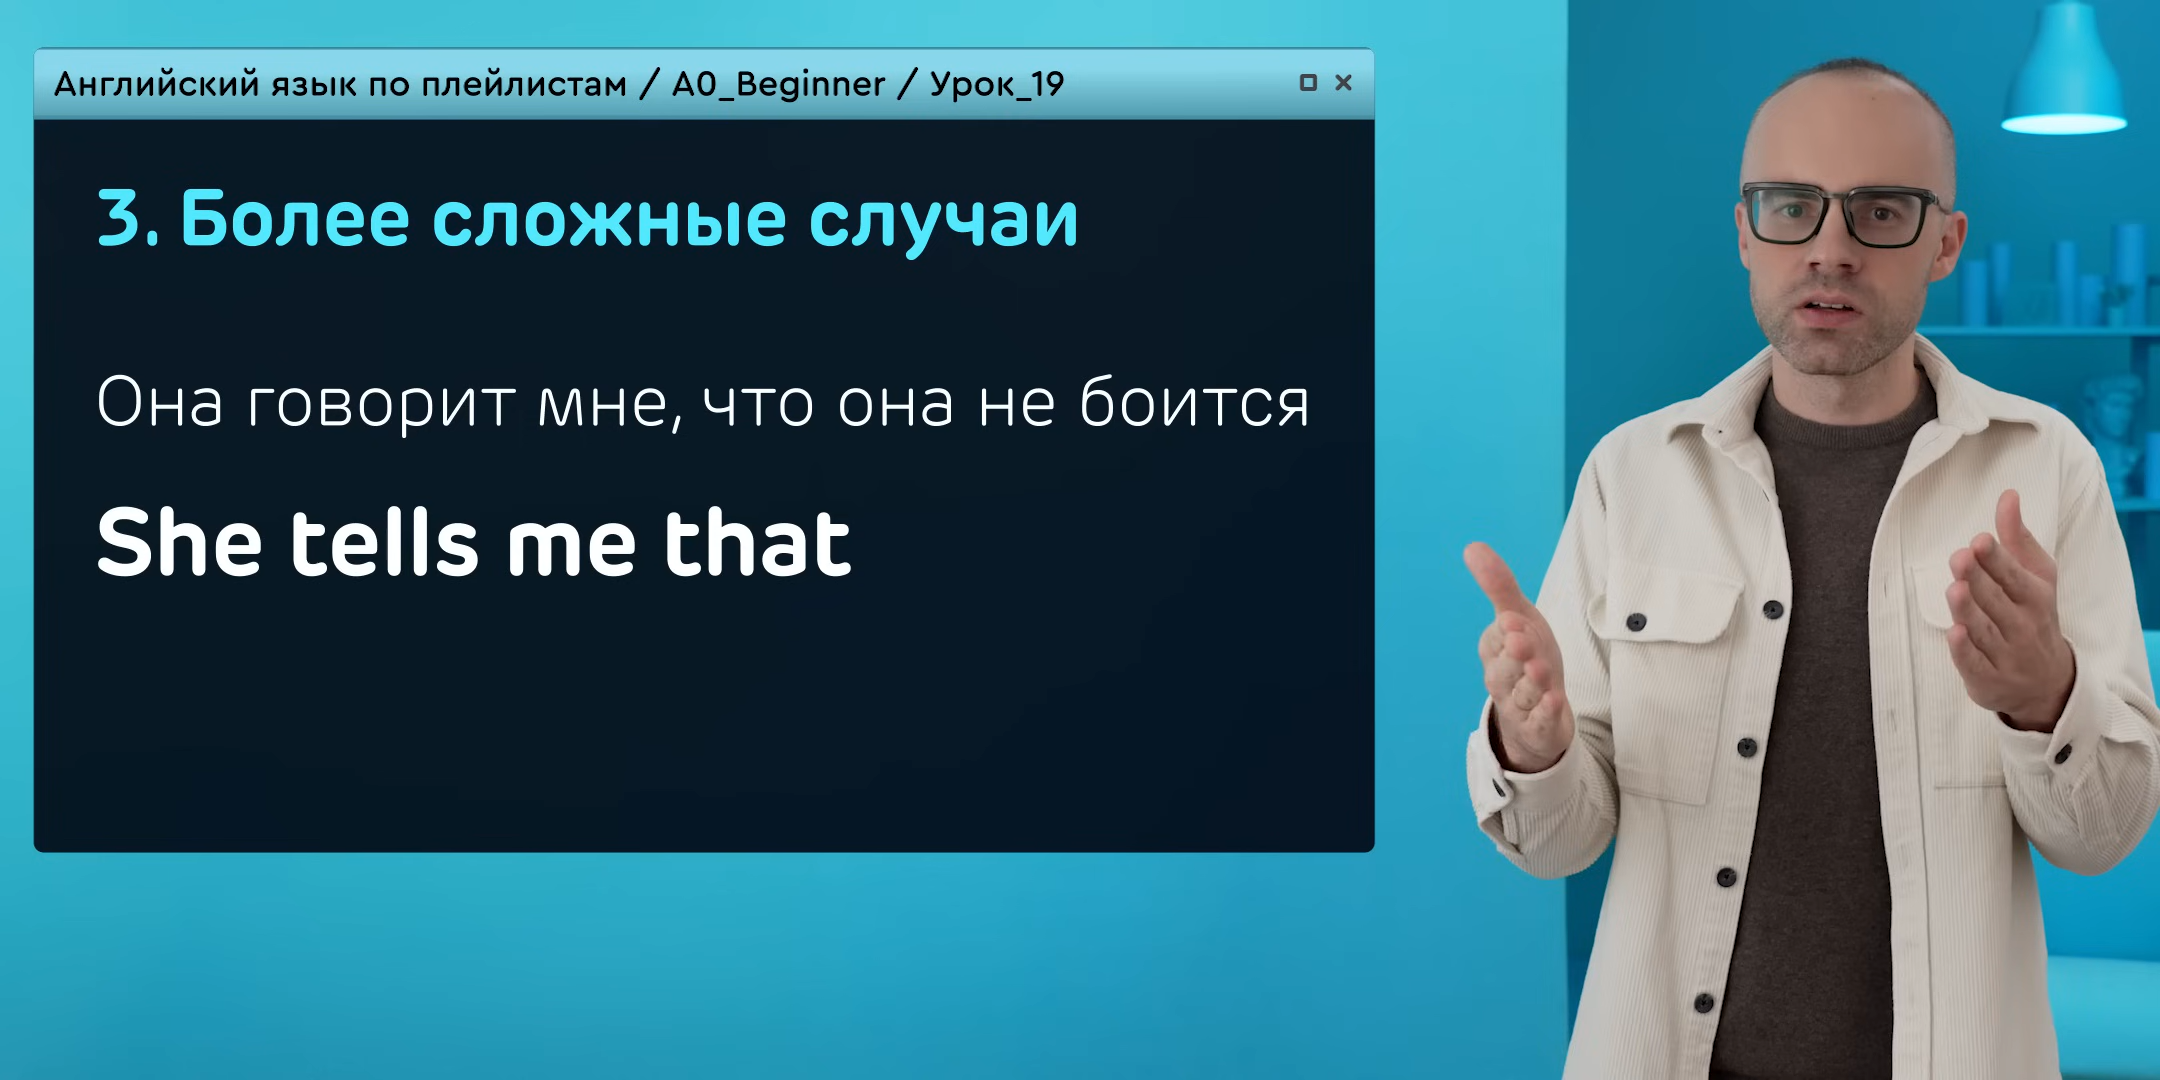 Английский язык по плейлистам / A0_Beginner / Урок_19
3. Более сложные случаи
Она говорит мне, что она не боится
She tells me that